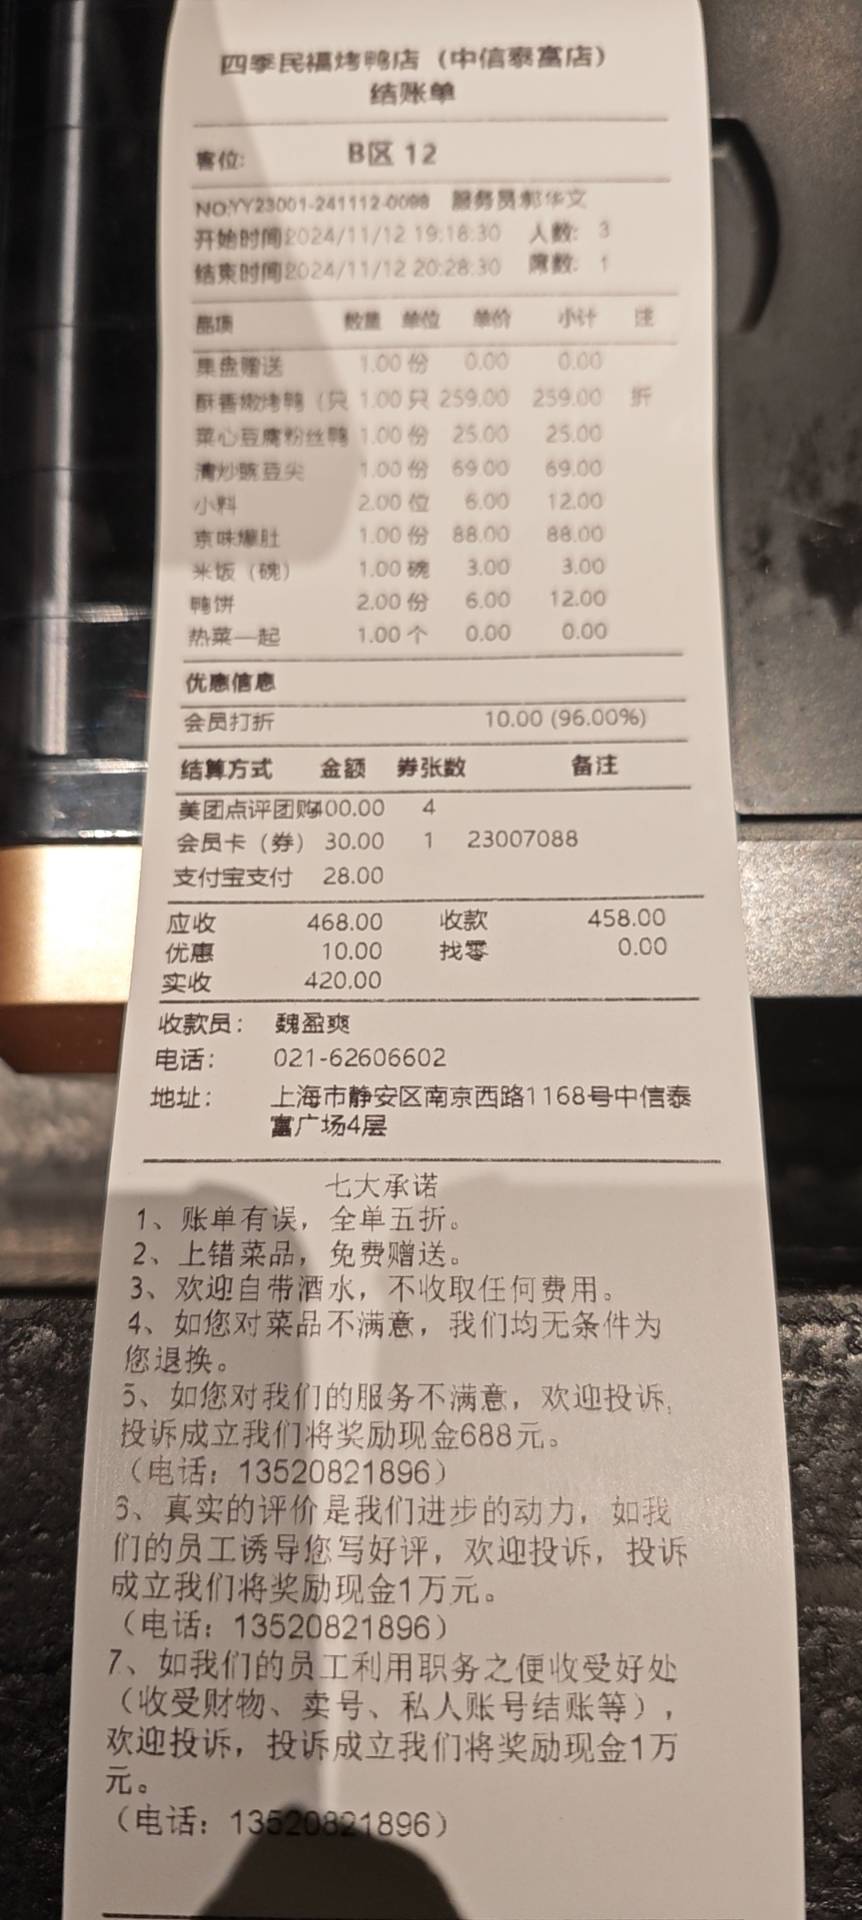 四季民福烤鸭店（中信泰富店）
结账单
客位: B区 12
NO:YY23001-241112-0098 服务员:郭华文
开始时间2024/11/12 19:18:30 人数: 3
结束时间2024/11/12 20:28:30 席数: 1
品项 数量 单位 单价 小计 注
果盘赠送 1.00 份 0.00 0.00
酥香嫩烤鸭（只 1.00 只 259.00 259.00 折
菜心豆腐粉丝鸭 1.00 份 25.00 25.00
清炒豌豆尖 1.00 份 69.00 69.00
小料 2.00 位 6.00 12.00
京味爆肚 1.00 份 88.00 88.00
米饭（碗） 1.00 碗 3.00 3.00
鸭饼 2.00 份 6.00 12.00
热菜一起 1.00 个 0.00 0.00
优惠信息
会员打折 10.00 (96.00%)
结算方式 金额 券张数 备注
美团点评团购400.00 4
会员卡（券） 30.00 1 23007088
支付宝支付 28.00
应收 468.00 收款 458.00
优惠 10.00 找零 0.00
实收 420.00
收款员： 魏盈爽
电话： 021-62606602
地址： 上海市静安区南京西路1168号中信泰
富广场4层
七大承诺
1、账单有误，全单五折。
2、上错菜品，免费赠送。
3、欢迎自带酒水，不收取任何费用。
4、如您对菜品不满意，我们均无条件为
您退换。
5、如您对我们的服务不满意，欢迎投诉，
投诉成立我们将奖励现金688元。
（电话：13520821896）
6、真实的评价是我们进步的动力，如我
们的员工诱导您写好评，欢迎投诉，投诉
成立我们将奖励现金1万元。
（电话：13520821896）
7、如我们的员工利用职务之便收受好处
（收受财物、卖号、私人账号结账等），
欢迎投诉，投诉成立我们将奖励现金1万
元。
（电话：13520821896）